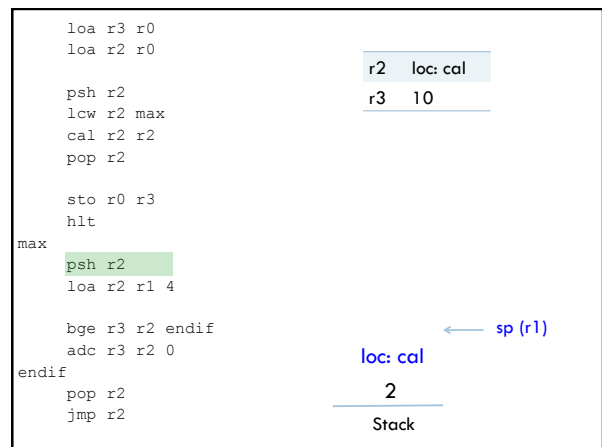 loa r3 r0
loa r2 r0
psh r2
lcw r2 max
cal r2 r2
pop r2
sto r0 r3
hlt
max
psh r2
loa r2 r1 4
bge r3 r2 endif
adc r3 r2 0
endif
pop r2
jmp r2
r2 loc: cal
r3 10
sp (r1)
loc: cal
2
Stack